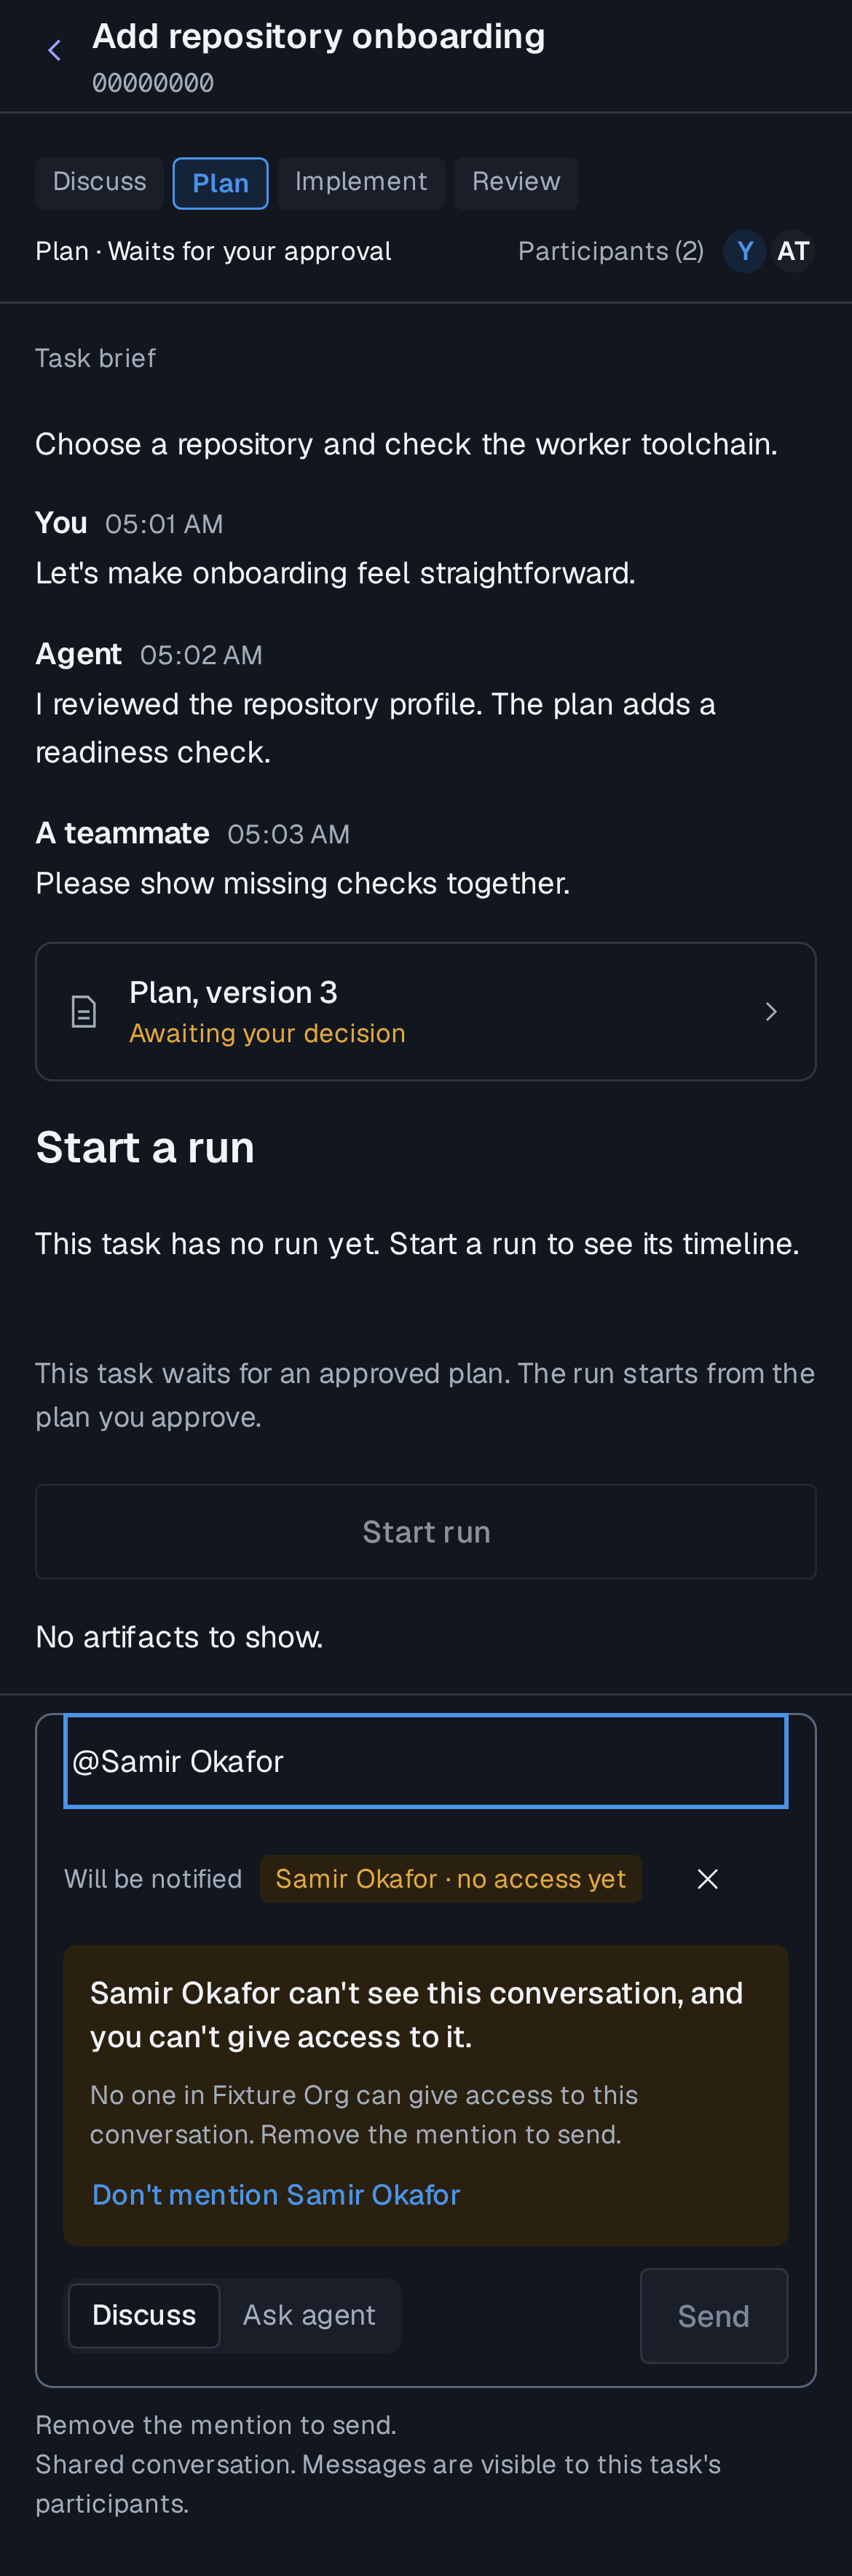 Add repository onboarding
00000000
Discuss
Plan
Implement
Review
Plan · Waits for your approval
Participants (2)
Y
AT
Task brief
Choose a repository and check the worker toolchain.
You 05:01 AM
Let's make onboarding feel straightforward.
Agent 05:02 AM
I reviewed the repository profile. The plan adds a
readiness check.
A teammate 05:03 AM
Please show missing checks together.
Plan, version 3
Awaiting your decision
Start a run
This task has no run yet. Start a run to see its timeline.
This task waits for an approved plan. The run starts from the
plan you approve.
Start run
No artifacts to show.
@Samir Okafor
Will be notified
Samir Okafor · no access yet
Samir Okafor can't see this conversation, and
you can't give access to it.
No one in Fixture Org can give access to this
conversation. Remove the mention to send.
Don't mention Samir Okafor
Discuss
Ask agent
Send
Remove the mention to send.
Shared conversation. Messages are visible to this task's
participants.